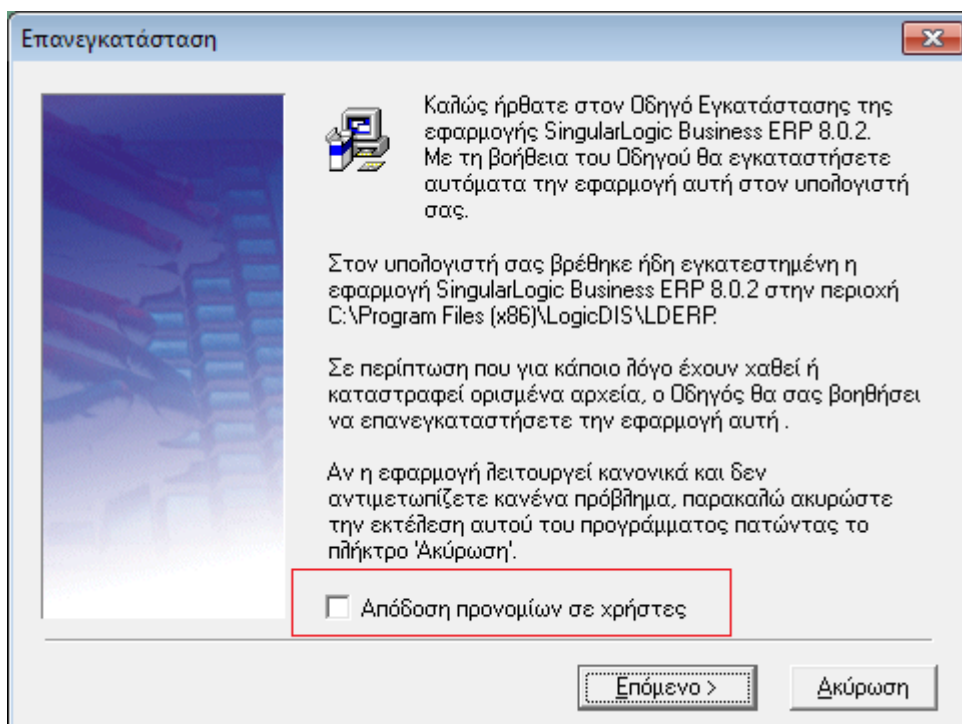 Επανεγκατάσταση
Καλώς ήρθατε στον Οδηγό Εγκατάστασης της
εφαρμογής SingularLogic Business ERP 8.0.2.
Με τη βοήθεια του Οδηγού θα εγκαταστήσετε
αυτόματα την εφαρμογή αυτή στον υπολογιστή
σας.
Στον υπολογιστή σας βρέθηκε ήδη εγκατεστημένη η
εφαρμογή SingularLogic Business ERP 8.0.2 στην περιοχή
C:\Program Files (x86)\LogicDIS\LDERP.
Σε περίπτωση που για κάποιο λόγο έχουν χαθεί ή
καταστραφεί ορισμένα αρχεία, ο Οδηγός θα σας βοηθήσει
να επανεγκαταστήσετε την εφαρμογή αυτή .
Αν η εφαρμογή λειτουργεί κανονικά και δεν
αντιμετωπίζετε κανένα πρόβλημα, παρακαλώ ακυρώστε
την εκτέλεση αυτού του προγράμματος πατώντας το
πλήκτρο 'Ακύρωση'.
Απόδοση προνομίων σε χρήστες
Επόμενο >
Ακύρωση